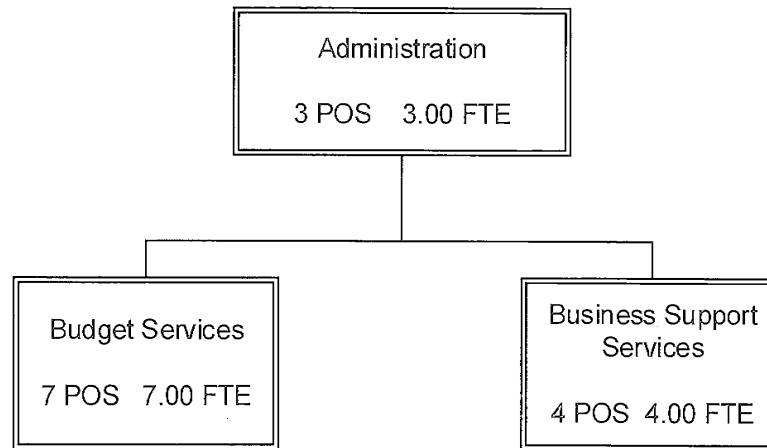 Administration
3 POS 3.00 FTE
Budget Services
7 POS 7.00 FTE
Business Support
Services
4 POS 4.00 FTE